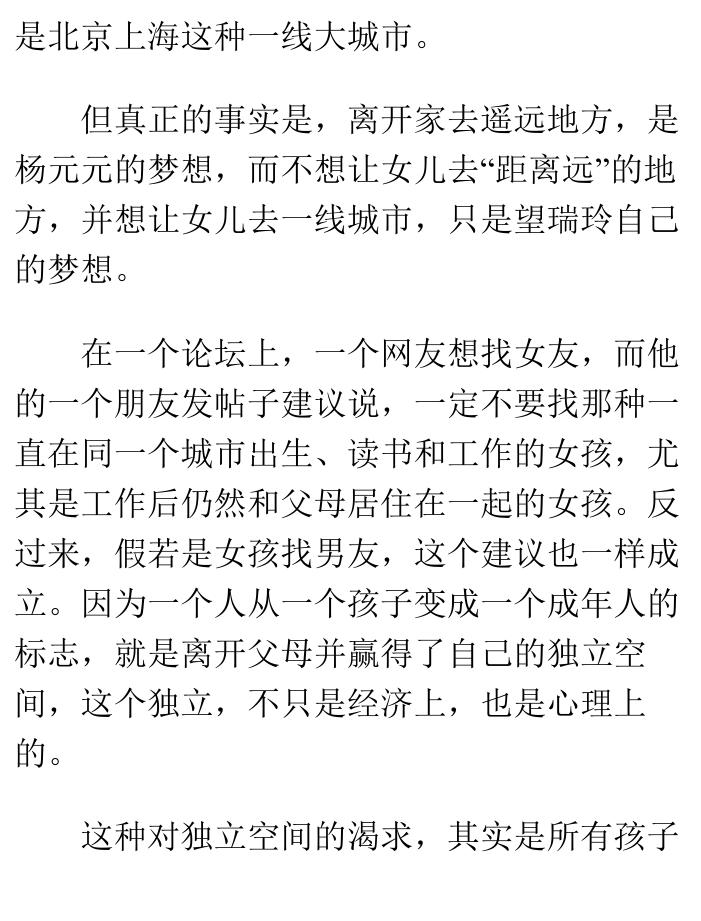 是北京上海这种一线大城市。
但真正的事实是，离开家去遥远地方，是
杨元元的梦想，而不想让女儿去“距离远”的地
方，并想让女儿去一线城市，只是望瑞玲自己
的梦想。
在一个论坛上，一个网友想找女友，而他
的一个朋友发帖子建议说，一定不要找那种一
直在同一个城市出生、读书和工作的女孩，尤
其是工作后仍然和父母居住在一起的女孩。反
过来，假若是女孩找男友，这个建议也一样成
立。因为一个人从一个孩子变成一个成年人的
标志，就是离开父母并赢得了自己的独立空
间，这个独立，不只是经济上，也是心理上
的。
这种对独立空间的渴求，其实是所有孩子